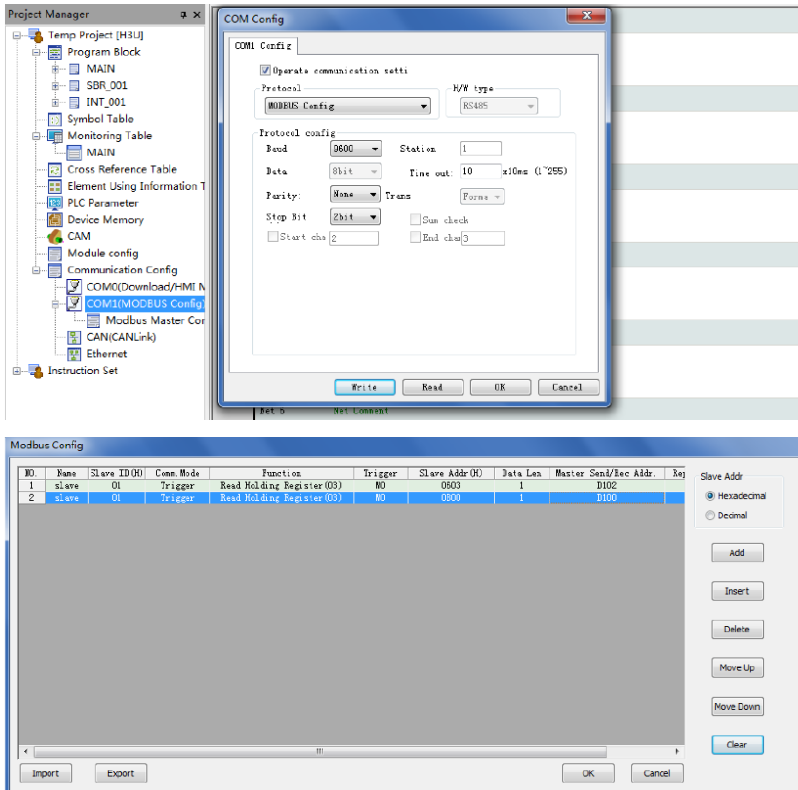 Project Manager
Temp Project [H3U]
Program Block
MAIN
SBR_001
INT_001
Symbol Table
Monitoring Table
MAIN
Cross Reference Table
Element Using Information T
PLC Parameter
Device Memory
CAM
Module config
Communication Config
COM0(Download/HMI M
COM1(MODBUS Config)
Modbus Master Cor
CAN(CANLink)
Ethernet
Instruction Set
COM Config
COM1 Config
Operate communication setti
Protocol
MODBUS Config
H/W type
RS485
Protocol config
Baud 9600 Station 1
Data 8bit Time out: 10 x10ms (1~255)
Parity: None Trans Forma
Stop Bit 2bit Sum check
Start cha 2 End char 3
Write Read OK Cancel
Net Comment
Modbus Config
NO. Name Slave ID(H) Comm. Mode Function Trigger Slave Addr(H) Data Len Master Send/Rec Addr. Reg
1 slave 01 Trigger Read Holding Register(03) M0 0503 1 D102
2 slave 01 Trigger Read Holding Register(03) M0 0B00 1 D100
Slave Addr
Hexadecimal
Decimal
Add
Insert
Delete
Move Up
Move Down
Clear
Import Export OK Cancel